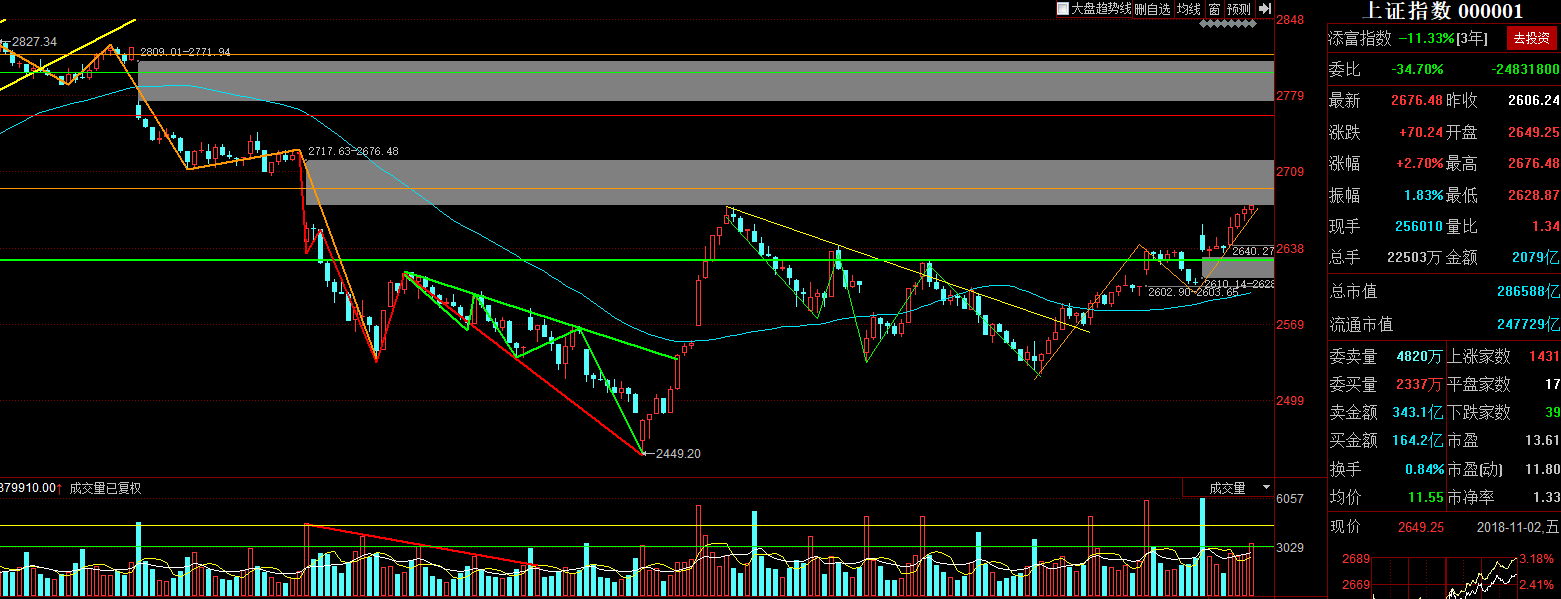 大盘趋势线 删自选 均线 窗 预测
2827.34
2809.01-2771.94
2717.63-2676.48
2640.27
2610.14-2628
2602.90-2603.65
2449.20
2848
2779
2709
2638
2569
2499
379910.00↑ 成交量已复权
成交量
6057
3029
上证指数 000001
添富指数 -11.33%[3年] 去投资
委比 -34.70% -24831800
最新 2676.48 昨收 2606.24
涨跌 +70.24 开盘 2649.25
涨幅 +2.70% 最高 2676.48
振幅 1.83% 最低 2628.87
现手 256010 量比 1.34
总手 22503万 金额 2079亿
总市值 286588亿
流通市值 247729亿
委卖量 4820万 上涨家数 1431
委买量 2337万 平盘家数 17
卖金额 343.1亿 下跌家数 39
买金额 164.2亿 市盈 13.61
换手 0.84% 市盈(动) 11.80
均价 11.55 市净率 1.33
现价 2649.25 2018-11-02,五
2689 3.18%
2669 2.41%